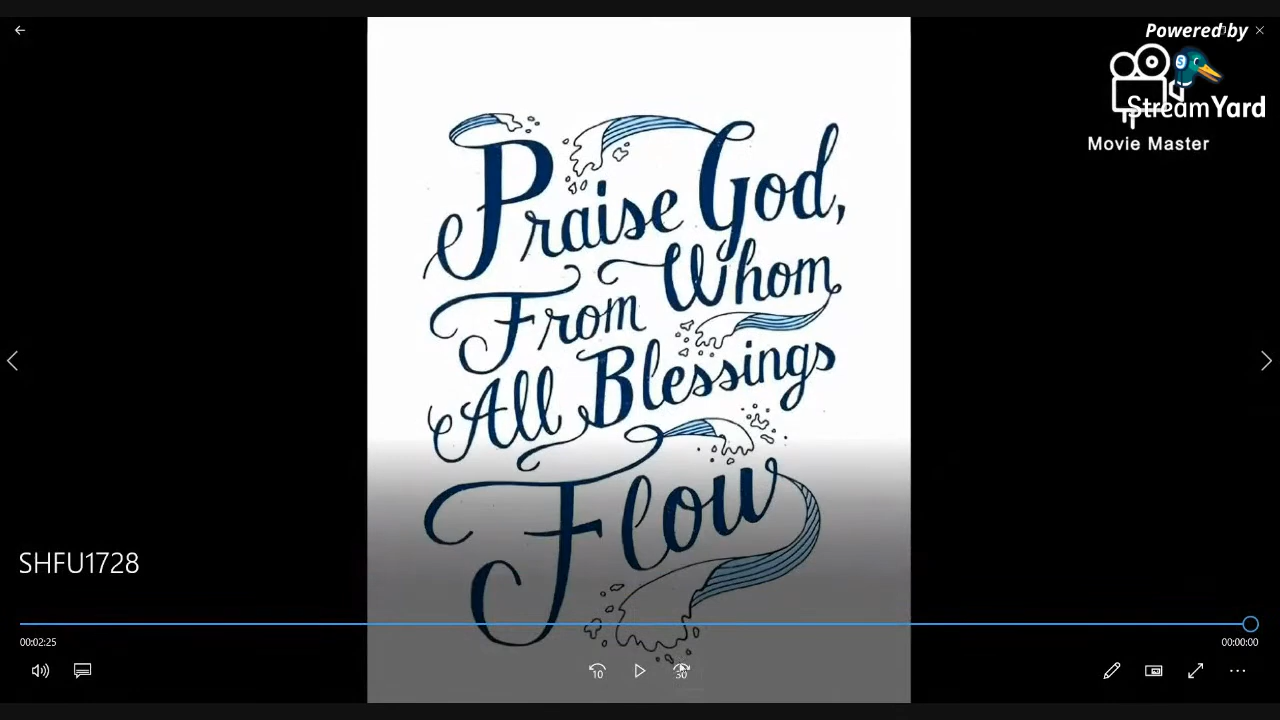 Powered by
StreamYard
Movie Master
Praise God,
From Whom
All Blessings
Flow
SHFU1728
00:02:25
00:00:00
10
30